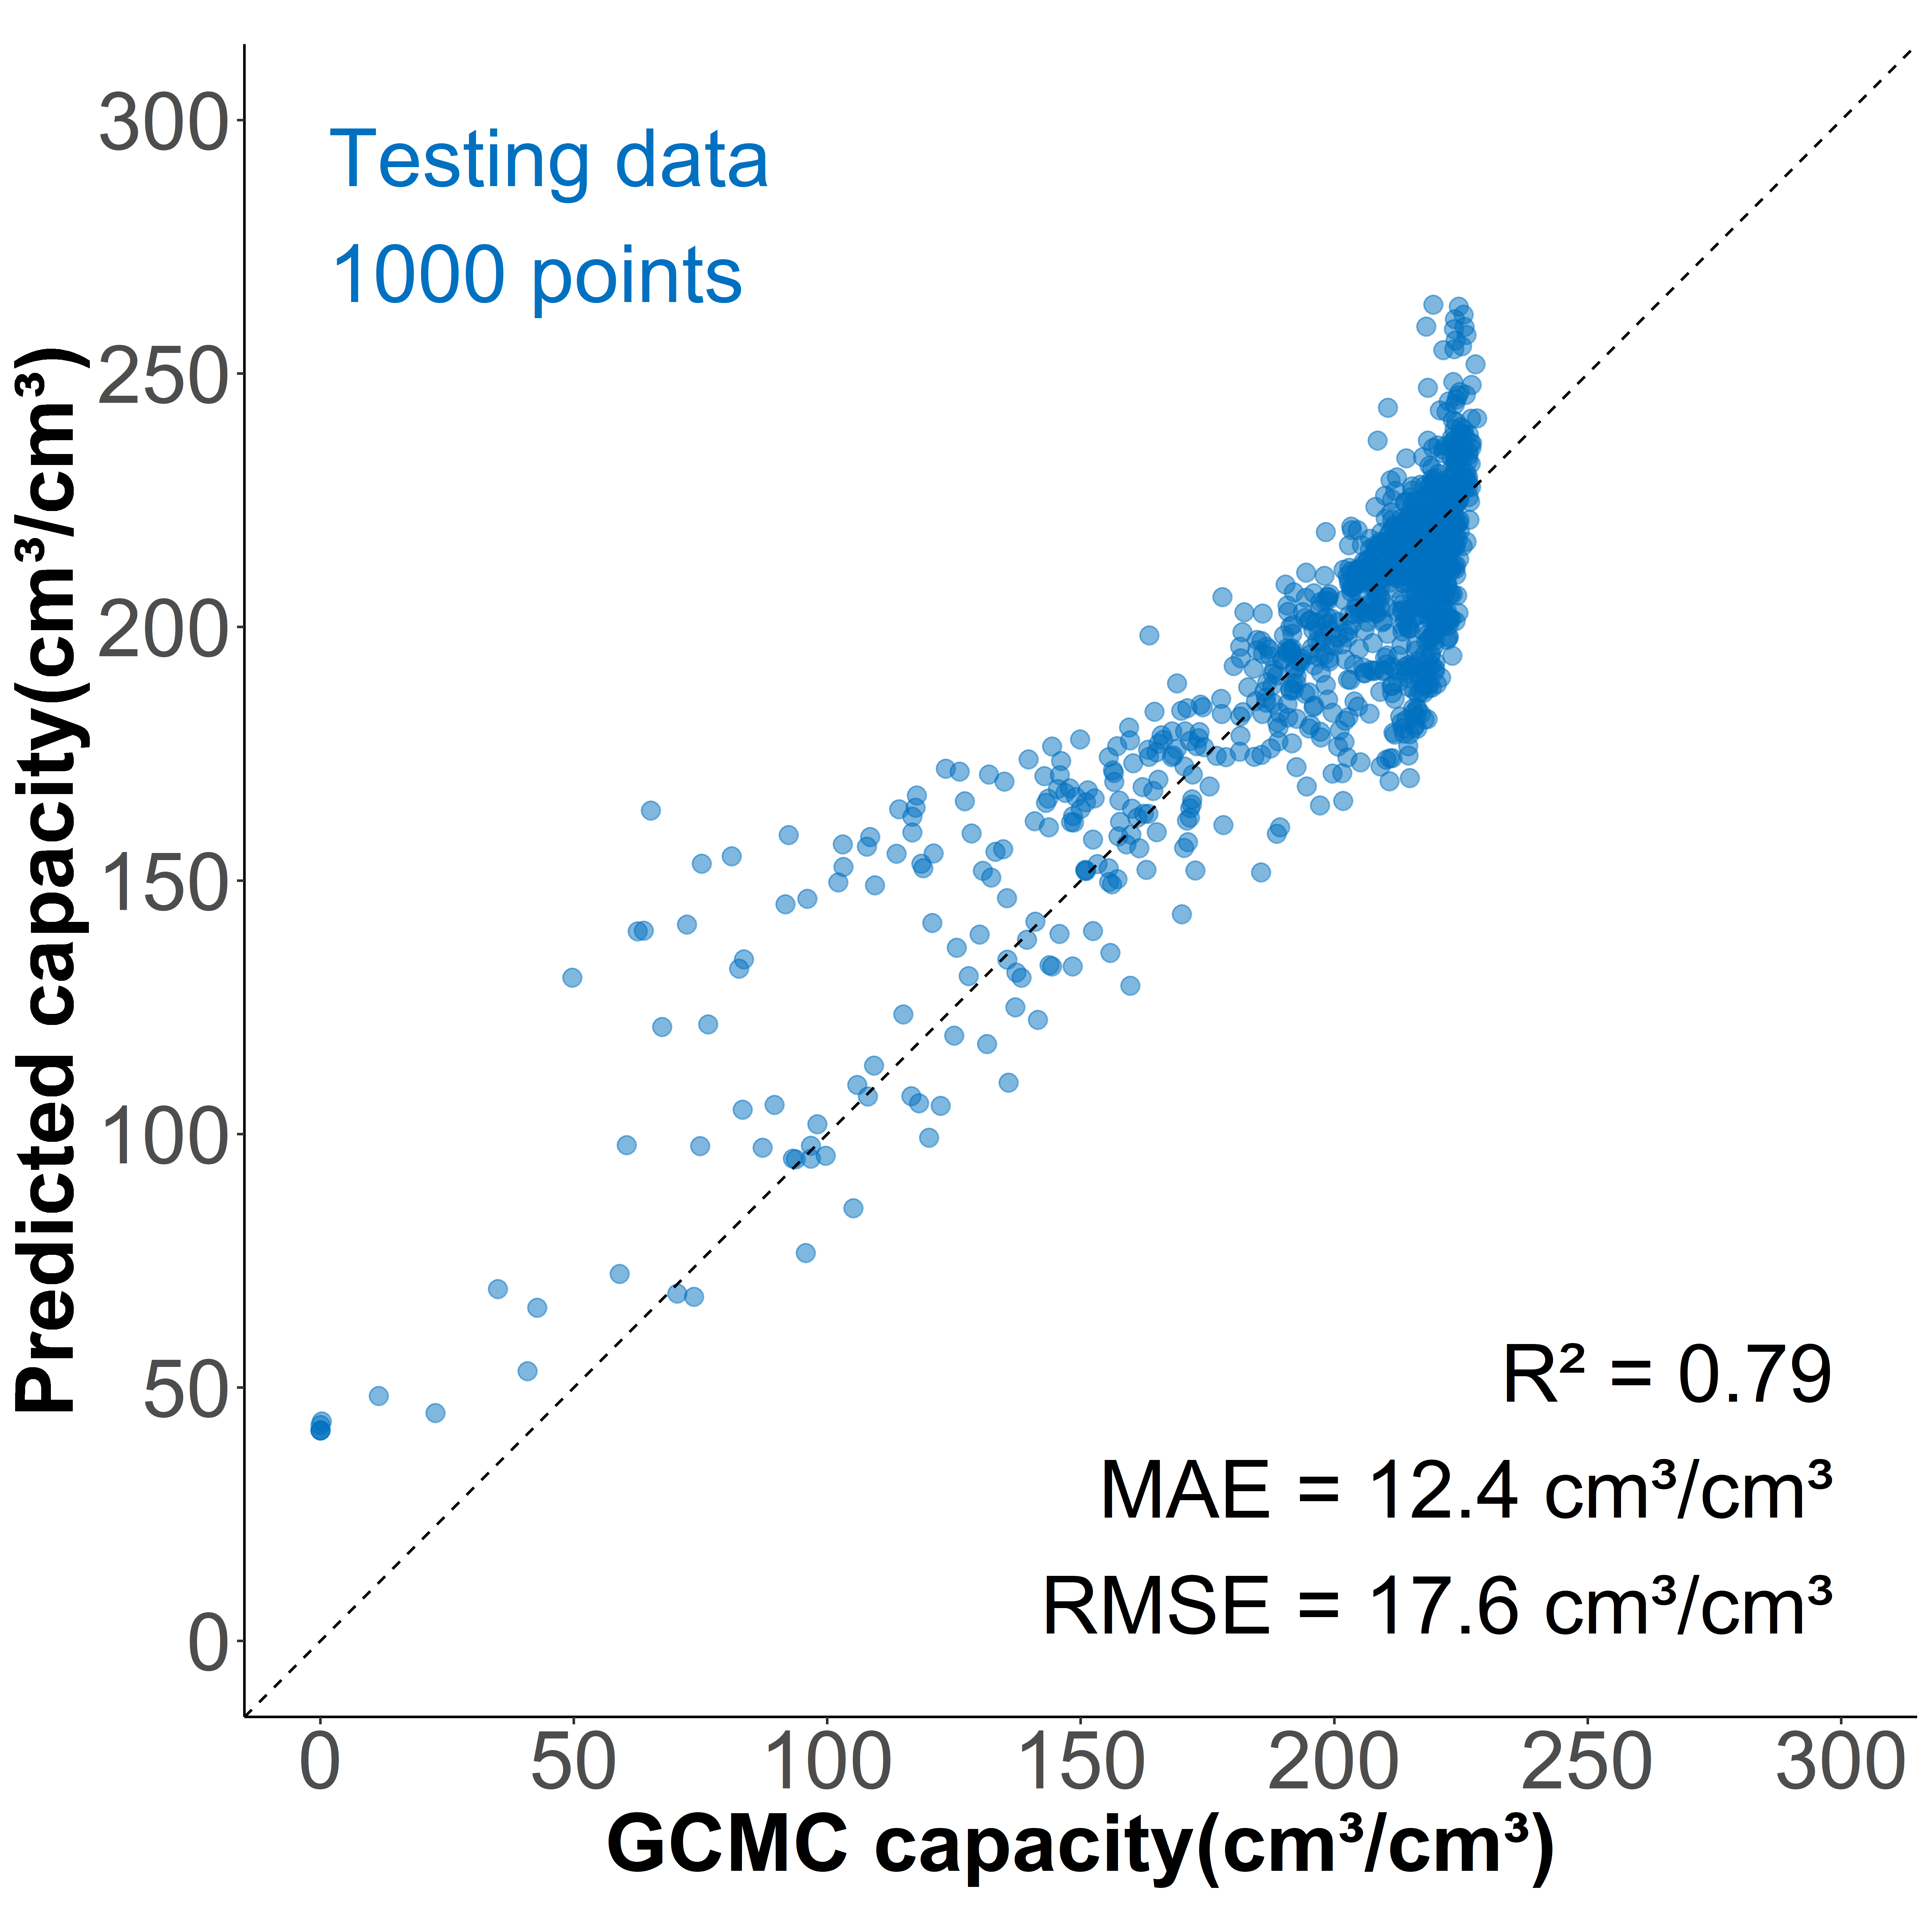 Testing data
1000 points
Predicted capacity(cm³/cm³)
300
250
200
150
100
50
0
R² = 0.79
MAE = 12.4 cm³/cm³
RMSE = 17.6 cm³/cm³
0 50 100 150 200 250 300
GCMC capacity(cm³/cm³)